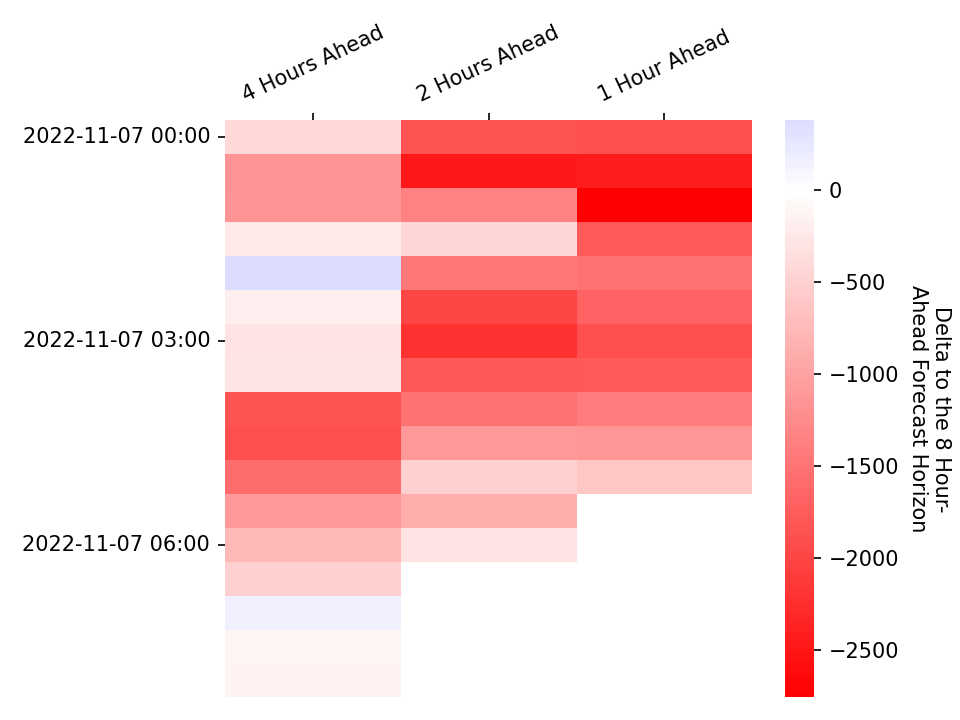 4 Hours Ahead
2 Hours Ahead
1 Hour Ahead
2022-11-07 00:00
2022-11-07 03:00
2022-11-07 06:00
0
−500
−1000
−1500
−2000
−2500
Delta to the 8 Hour-
Ahead Forecast Horizon